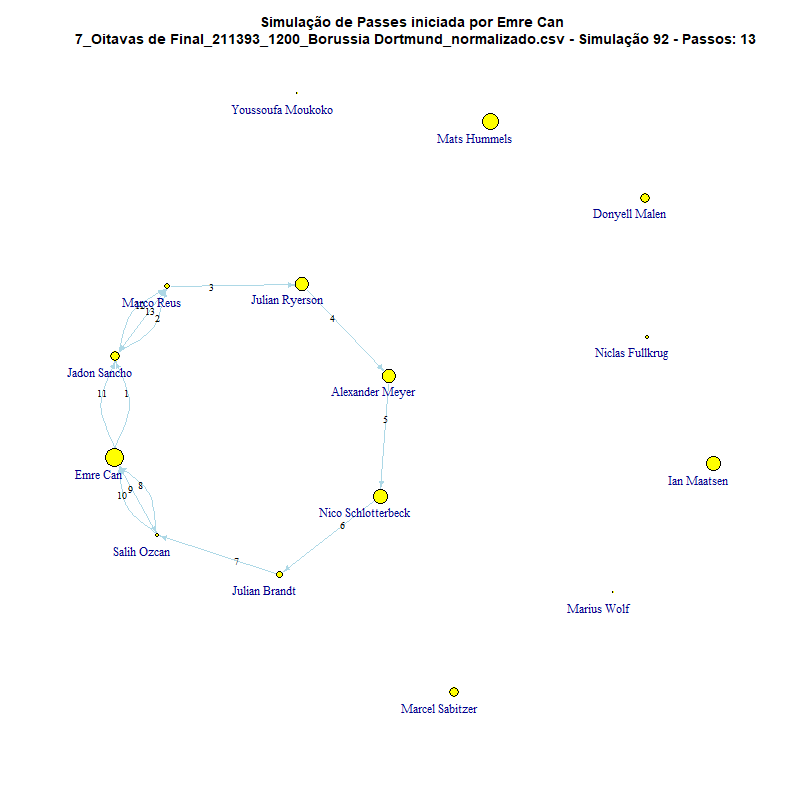 Simulação de Passes iniciada por Emre Can
7_Oitavas de Final_211393_1200_Borussia Dortmund_normalizado.csv - Simulação 92 - Passos: 13
Youssoufa Moukoko
Mats Hummels
Donyell Malen
Marco Reus
3
Julian Ryerson
12
13
2
4
Niclas Fullkrug
Jadon Sancho
11
1
Alexander Meyer
5
Emre Can
Ian Maatsen
8
9
10
Nico Schlotterbeck
6
Salih Ozcan
7
Julian Brandt
Marius Wolf
Marcel Sabitzer